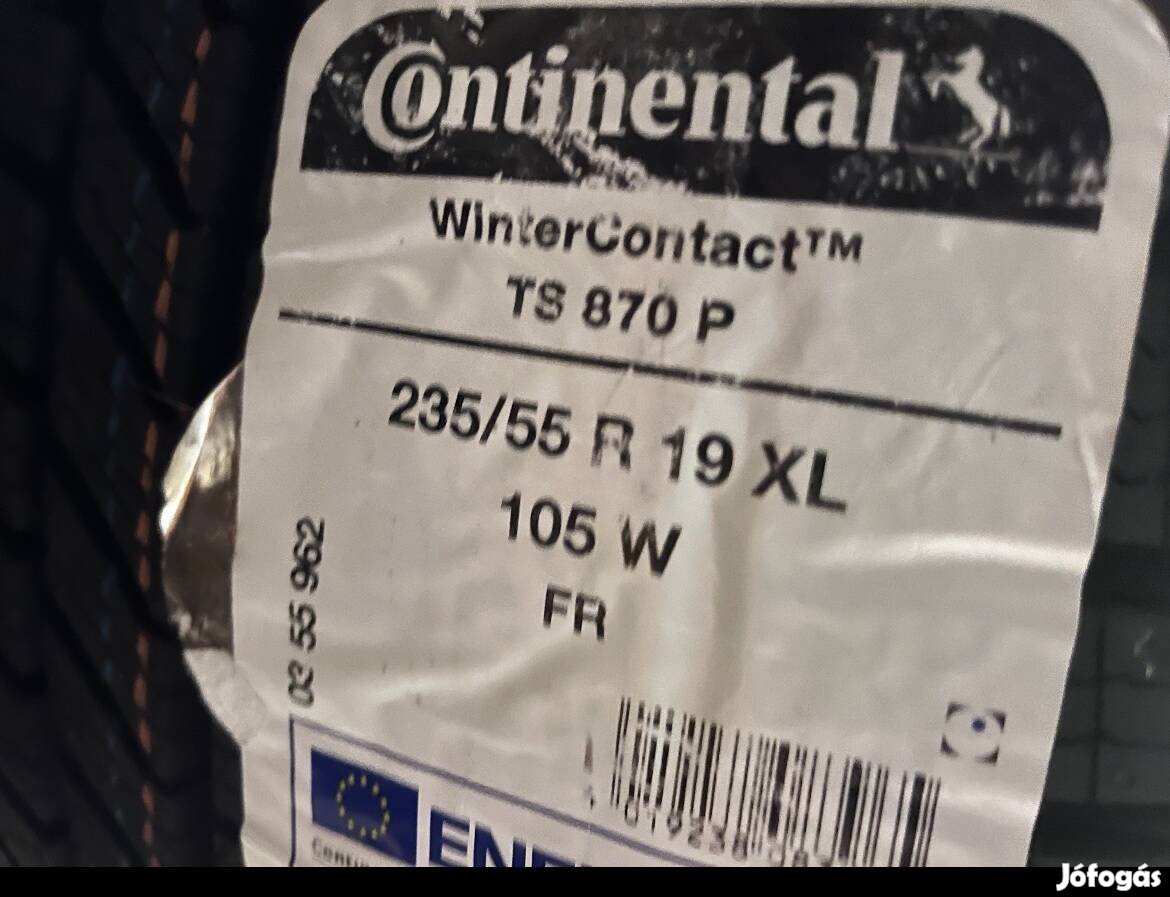 Continental
WinterContact™
TS 870 P
235/55 R 19 XL
105 W
FR
03 55 962
Jófogás